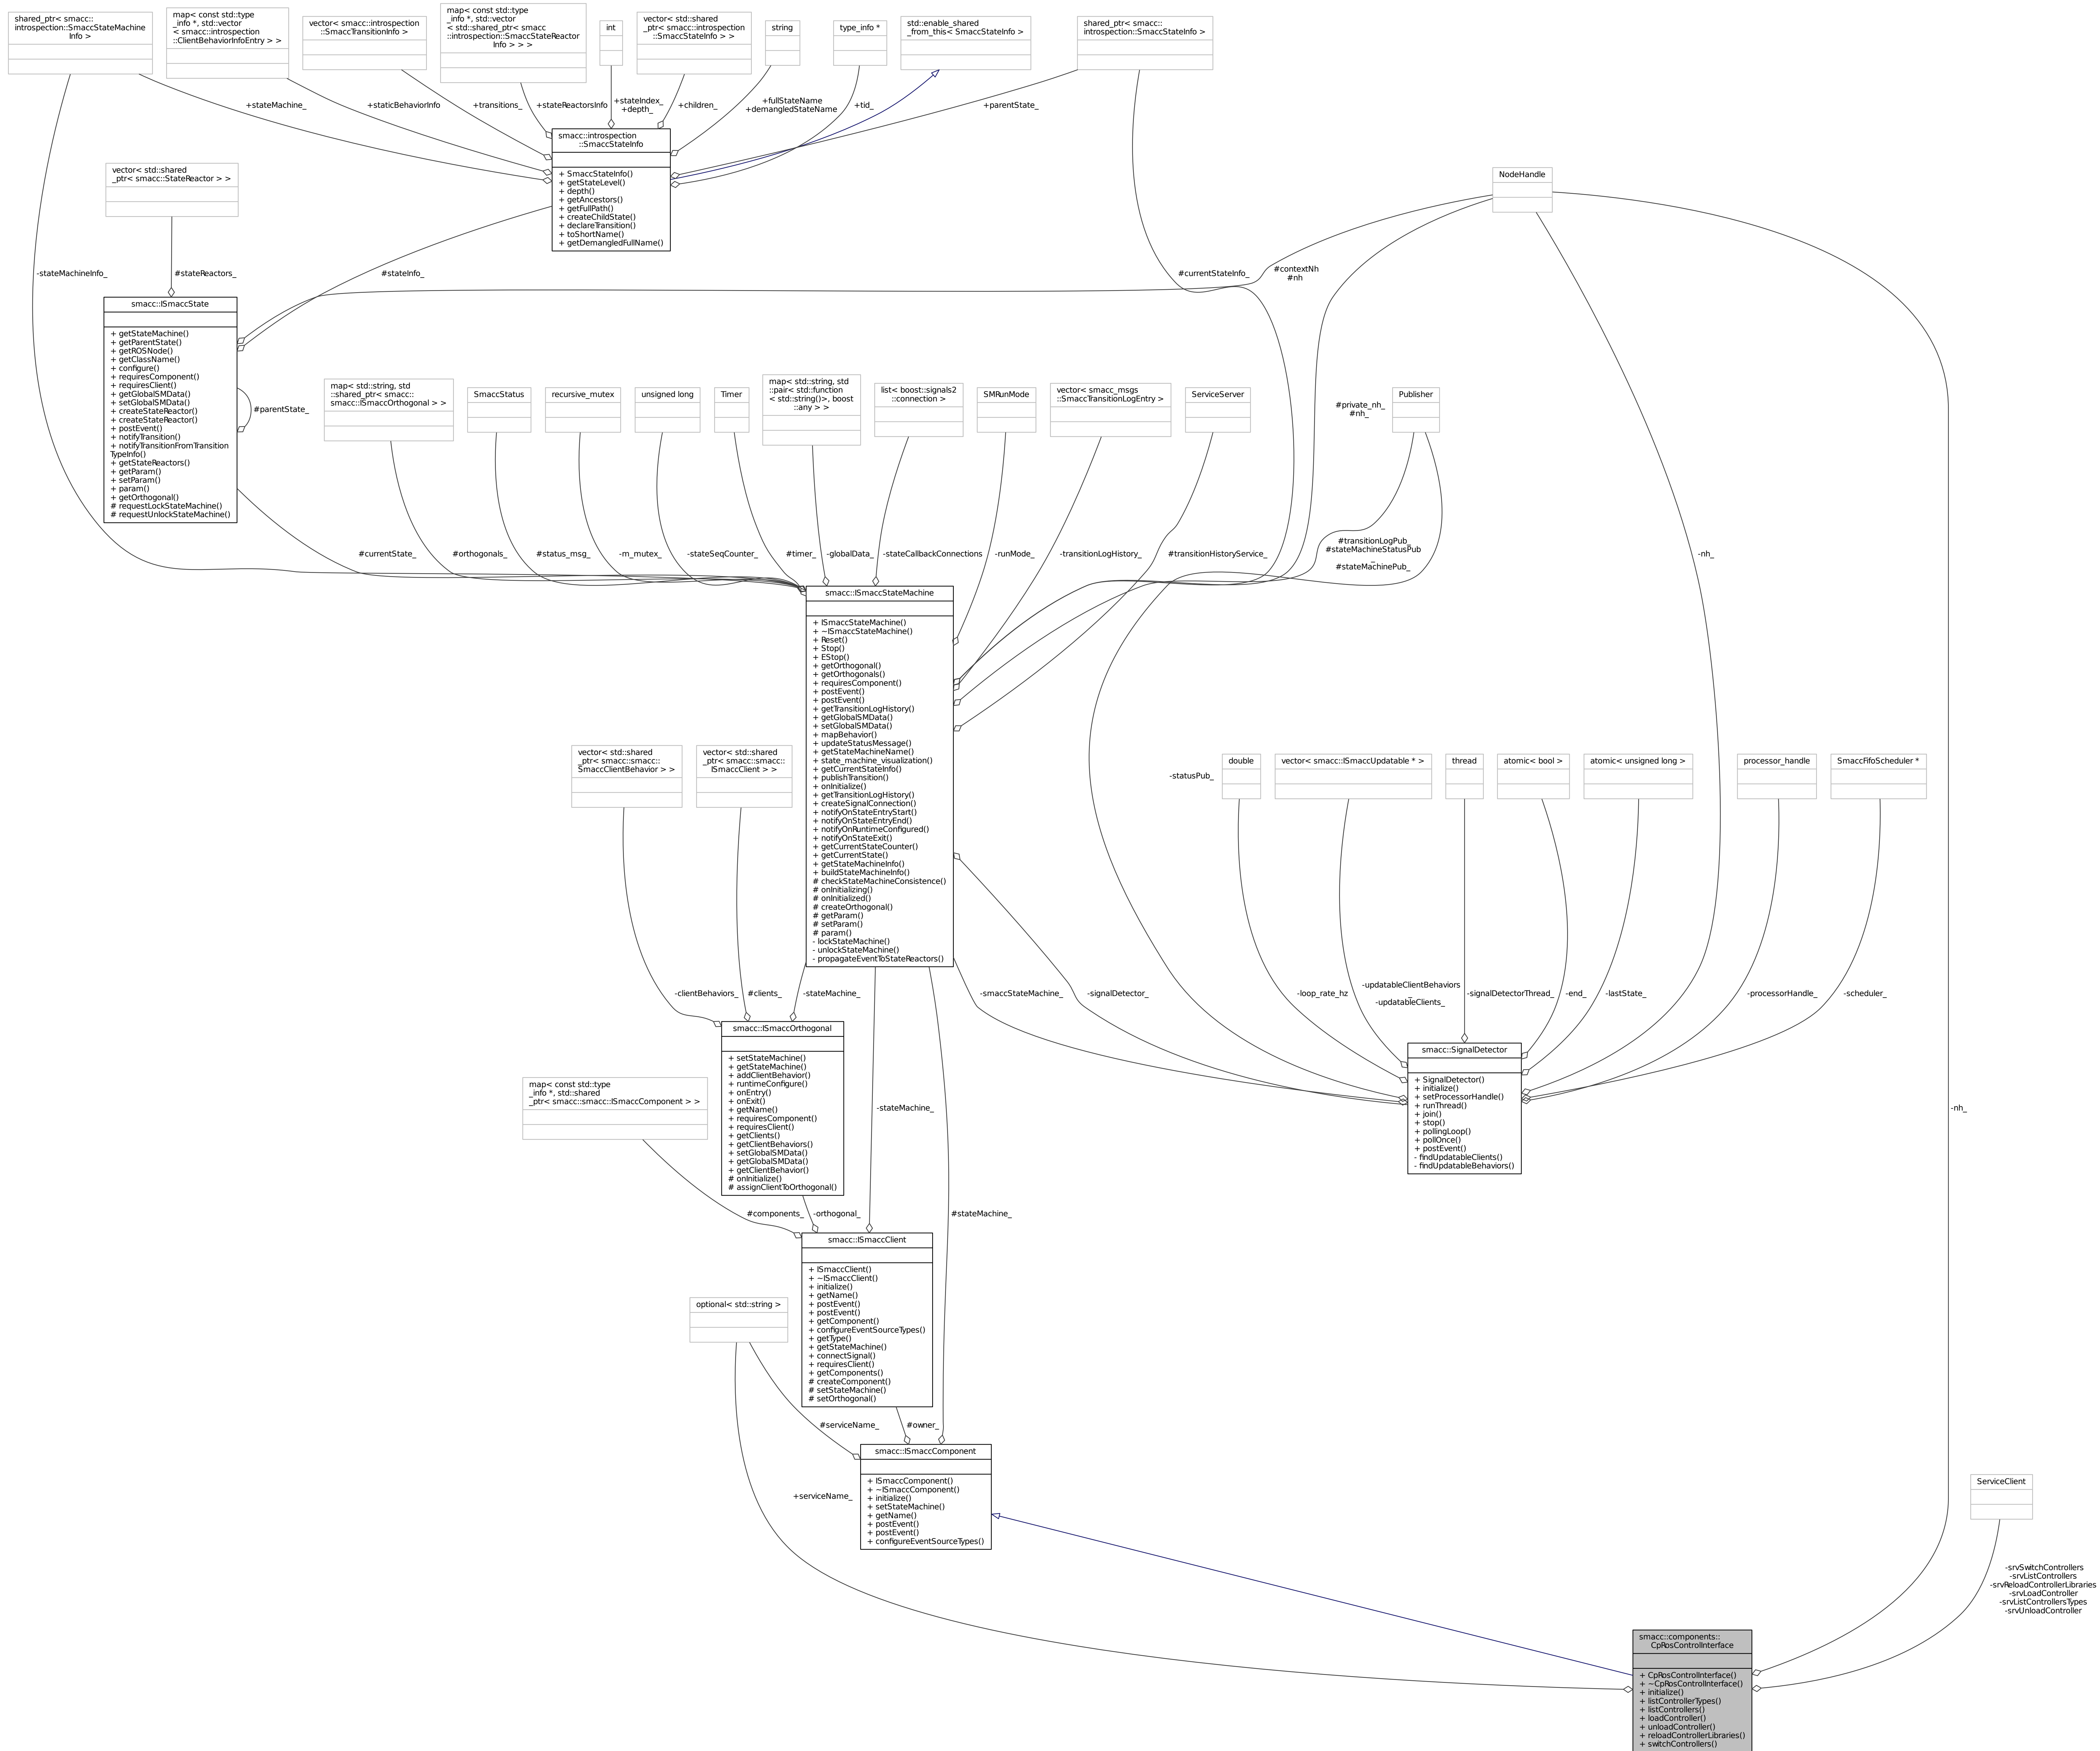 shared_ptr< smacc::
introspection::SmaccStateMachine
Info >
map< const std::type
_info *, std::vector
< smacc::introspection
::ClientBehaviorInfoEntry > >
vector< smacc::introspection
::SmaccTransitionInfo >
map< const std::type
_info *, std::vector
< std::shared_ptr< smacc
::introspection::SmaccStateReactor
Info > > >
int
vector< std::shared
_ptr< smacc::introspection
::SmaccStateInfo > >
string
type_info *
std::enable_shared
_from_this< SmaccStateInfo >
shared_ptr< smacc::
introspection::SmaccStateInfo >
+stateMachine_
+staticBehaviorInfo
+transitions_
+stateReactorsInfo
+stateIndex_
+depth_
+children_
+fullStateName
+demangledStateName
+tid_
+parentState_
smacc::introspection
::SmaccStateInfo
+ SmaccStateInfo()
+ getStateLevel()
+ depth()
+ getAncestors()
+ getFullPath()
+ createChildState()
+ declareTransition()
+ toShortName()
+ getDemangledFullName()
vector< std::shared
_ptr< smacc::StateReactor > >
NodeHandle
-stateMachineInfo_
#stateReactors_
#stateInfo_
#currentStateInfo_
#contextNh
#nh
smacc::ISmaccState
+ getStateMachine()
+ getParentState()
+ getROSNode()
+ getClassName()
+ configure()
+ requiresComponent()
+ requiresClient()
+ getGlobalSMData()
+ setGlobalSMData()
+ createStateReactor()
+ createStateReactor()
+ postEvent()
+ notifyTransition()
+ notifyTransitionFromTransition
TypeInfo()
+ getStateReactors()
+ getParam()
+ setParam()
+ param()
+ getOrthogonal()
# requestLockStateMachine()
# requestUnlockStateMachine()
#parentState_
map< std::string, std
::shared_ptr< smacc::
smacc::ISmaccOrthogonal > >
SmaccStatus
recursive_mutex
unsigned long
Timer
map< std::string, std
::pair< std::function
< std::string()>, boost
::any > >
list< boost::signals2
::connection >
SMRunMode
vector< smacc_msgs
::SmaccTransitionLogEntry >
ServiceServer
#private_nh_
#nh_
Publisher
#currentState_
#orthogonals_
#status_msg_
-m_mutex_
-stateSeqCounter_
#timer_
-globalData_
-stateCallbackConnections
-runMode_
-transitionLogHistory_
#transitionHistoryService_
#transitionLogPub_
#stateMachineStatusPub
_
#stateMachinePub_
-nh_
smacc::ISmaccStateMachine
+ ISmaccStateMachine()
+ ~ISmaccStateMachine()
+ Reset()
+ Stop()
+ EStop()
+ getOrthogonal()
+ getOrthogonals()
+ requiresComponent()
+ postEvent()
+ postEvent()
+ getTransitionLogHistory()
+ getGlobalSMData()
+ setGlobalSMData()
+ mapBehavior()
+ updateStatusMessage()
+ getStateMachineName()
+ state_machine_visualization()
+ getCurrentStateInfo()
+ publishTransition()
+ onInitialize()
+ getTransitionLogHistory()
+ createSignalConnection()
+ notifyOnStateEntryStart()
+ notifyOnStateEntryEnd()
+ notifyOnRuntimeConfigured()
+ notifyOnStateExit()
+ getCurrentStateCounter()
+ getCurrentState()
+ getStateMachineInfo()
+ buildStateMachineInfo()
# checkStateMachineConsistence()
# onInitializing()
# onInitialized()
# createOrthogonal()
# getParam()
# setParam()
# param()
- lockStateMachine()
- unlockStateMachine()
- propagateEventToStateReactors()
vector< std::shared
_ptr< smacc::smacc::
SmaccClientBehavior > >
vector< std::shared
_ptr< smacc::smacc::
ISmaccClient > >
-statusPub_
double
vector< smacc::ISmaccUpdatable * >
thread
atomic< bool >
atomic< unsigned long >
processor_handle
SmaccFifoScheduler *
-clientBehaviors_
#clients_
-stateMachine_
-smaccStateMachine_
-signalDetector_
-loop_rate_hz
-updatableClientBehaviors
_
-updatableClients_
-signalDetectorThread_
-end_
-lastState_
-processorHandle_
-scheduler_
smacc::ISmaccOrthogonal
+ setStateMachine()
+ getStateMachine()
+ addClientBehavior()
+ runtimeConfigure()
+ onEntry()
+ onExit()
+ getName()
+ requiresComponent()
+ requiresClient()
+ getClients()
+ getClientBehaviors()
+ setGlobalSMData()
+ getGlobalSMData()
+ getClientBehavior()
# onInitialize()
# assignClientToOrthogonal()
smacc::SignalDetector
+ SignalDetector()
+ initialize()
+ setProcessorHandle()
+ runThread()
+ join()
+ stop()
+ pollingLoop()
+ pollOnce()
+ postEvent()
- findUpdatableClients()
- findUpdatableBehaviors()
map< const std::type
_info *, std::shared
_ptr< smacc::smacc::ISmaccComponent > >
-stateMachine_
-nh_
#components_
-orthogonal_
#stateMachine_
smacc::ISmaccClient
+ ISmaccClient()
+ ~ISmaccClient()
+ initialize()
+ getName()
+ postEvent()
+ postEvent()
+ getComponent()
+ configureEventSourceTypes()
+ getType()
+ getStateMachine()
+ connectSignal()
+ requiresClient()
+ getComponents()
# createComponent()
# setStateMachine()
# setOrthogonal()
optional< std::string >
#serviceName_
#owner_
smacc::ISmaccComponent
+ ISmaccComponent()
+ ~ISmaccComponent()
+ initialize()
+ setStateMachine()
+ getName()
+ postEvent()
+ postEvent()
+ configureEventSourceTypes()
+serviceName_
ServiceClient
-srvSwitchControllers
-srvListControllers
-srvReloadControllerLibraries
-srvLoadController
-srvListControllersTypes
-srvUnloadController
smacc::components::
CpRosControlInterface
+ CpRosControlInterface()
+ ~CpRosControlInterface()
+ initialize()
+ listControllerTypes()
+ listControllers()
+ loadController()
+ unloadController()
+ reloadControllerLibraries()
+ switchControllers()